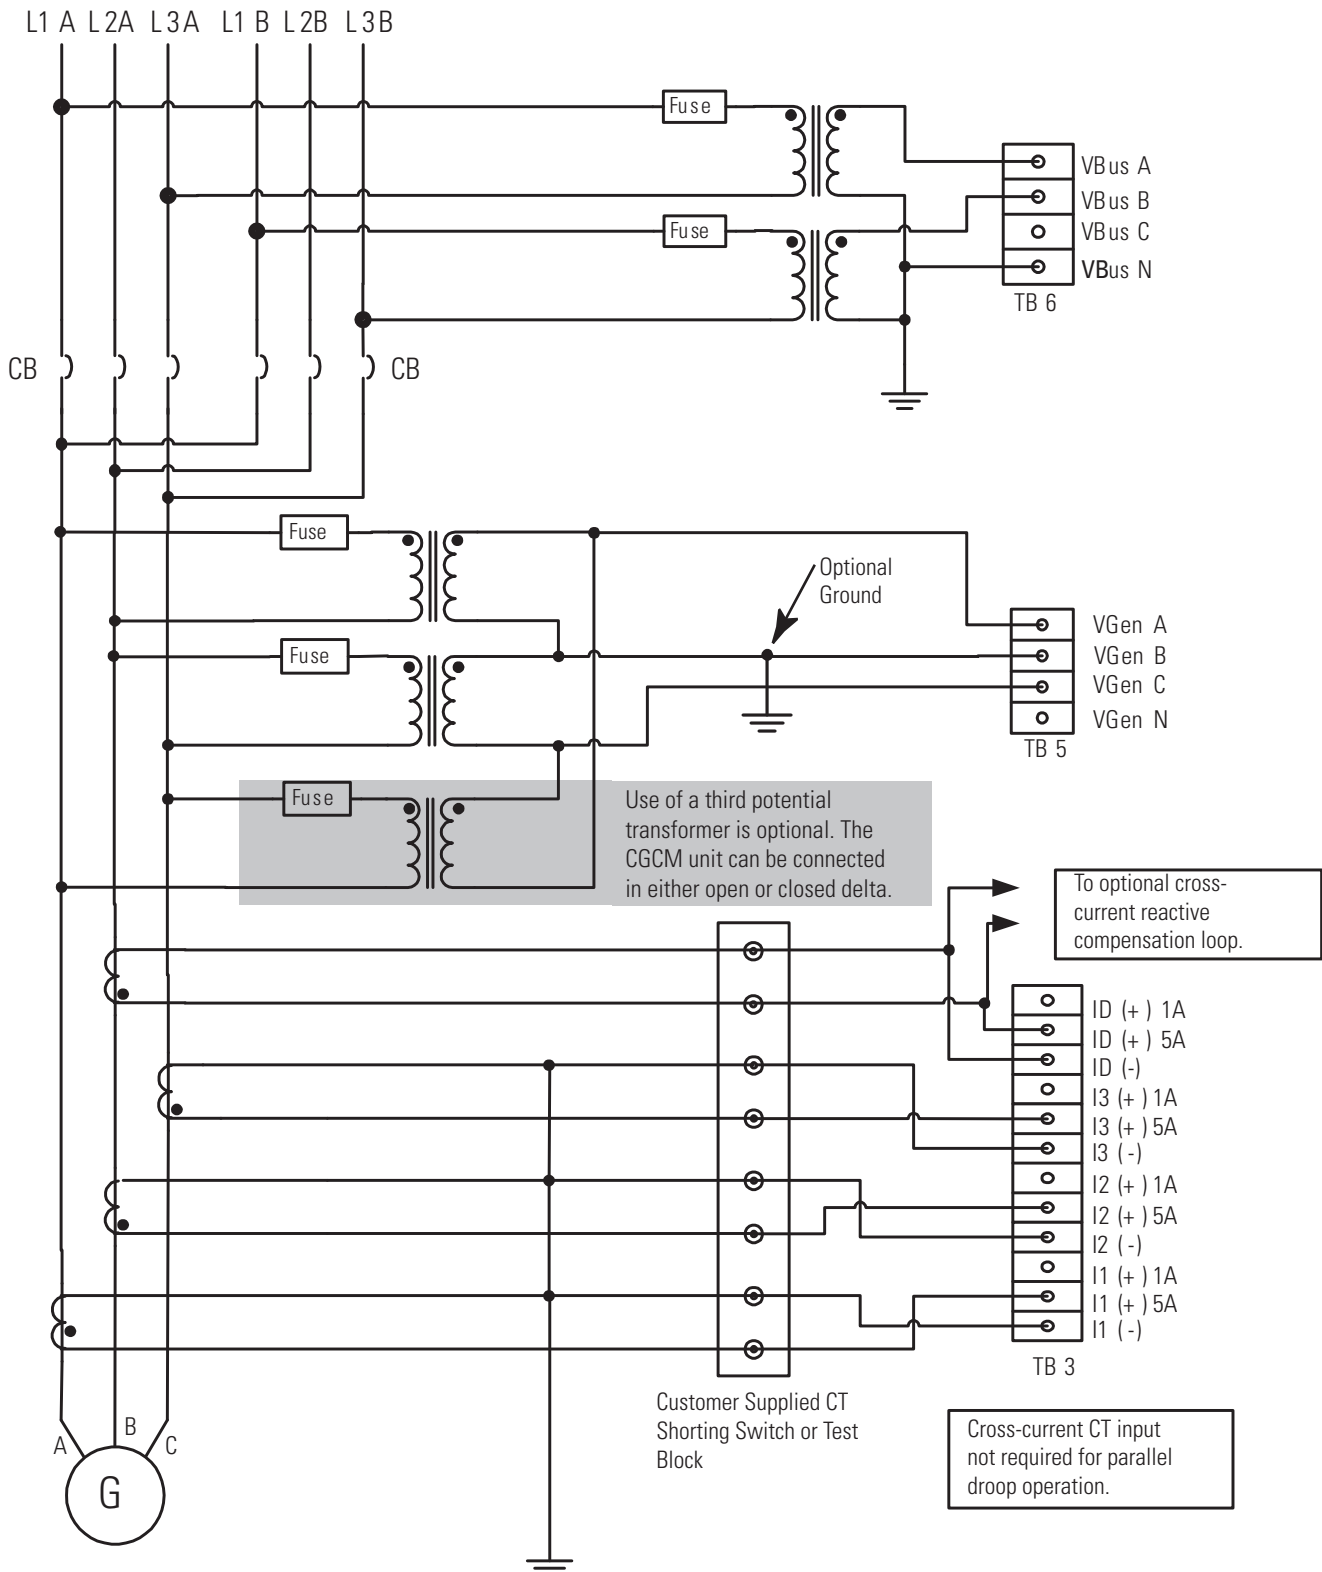 L1 A L2A L3A L1 B L2B L3B
Fuse
VBus A
VBus B
Fuse
VBus C
VBus N
TB 6
CB
CB
Fuse
Optional
Ground
VGen A
VGen B
VGen C
VGen N
TB 5
Fuse
Fuse
Use of a third potential
transformer is optional. The
CGCM unit can be connected
in either open or closed delta.
To optional cross-
current reactive
compensation loop.
ID (+) 1A
ID (+) 5A
ID (-)
I3 (+) 1A
I3 (+) 5A
I3 (-)
I2 (+) 1A
I2 (+) 5A
I2 (-)
I1 (+) 1A
I1 (+) 5A
I1 (-)
TB 3
Customer Supplied CT
Shorting Switch or Test
Block
Cross-current CT input
not required for parallel
droop operation.
A
B
C
G